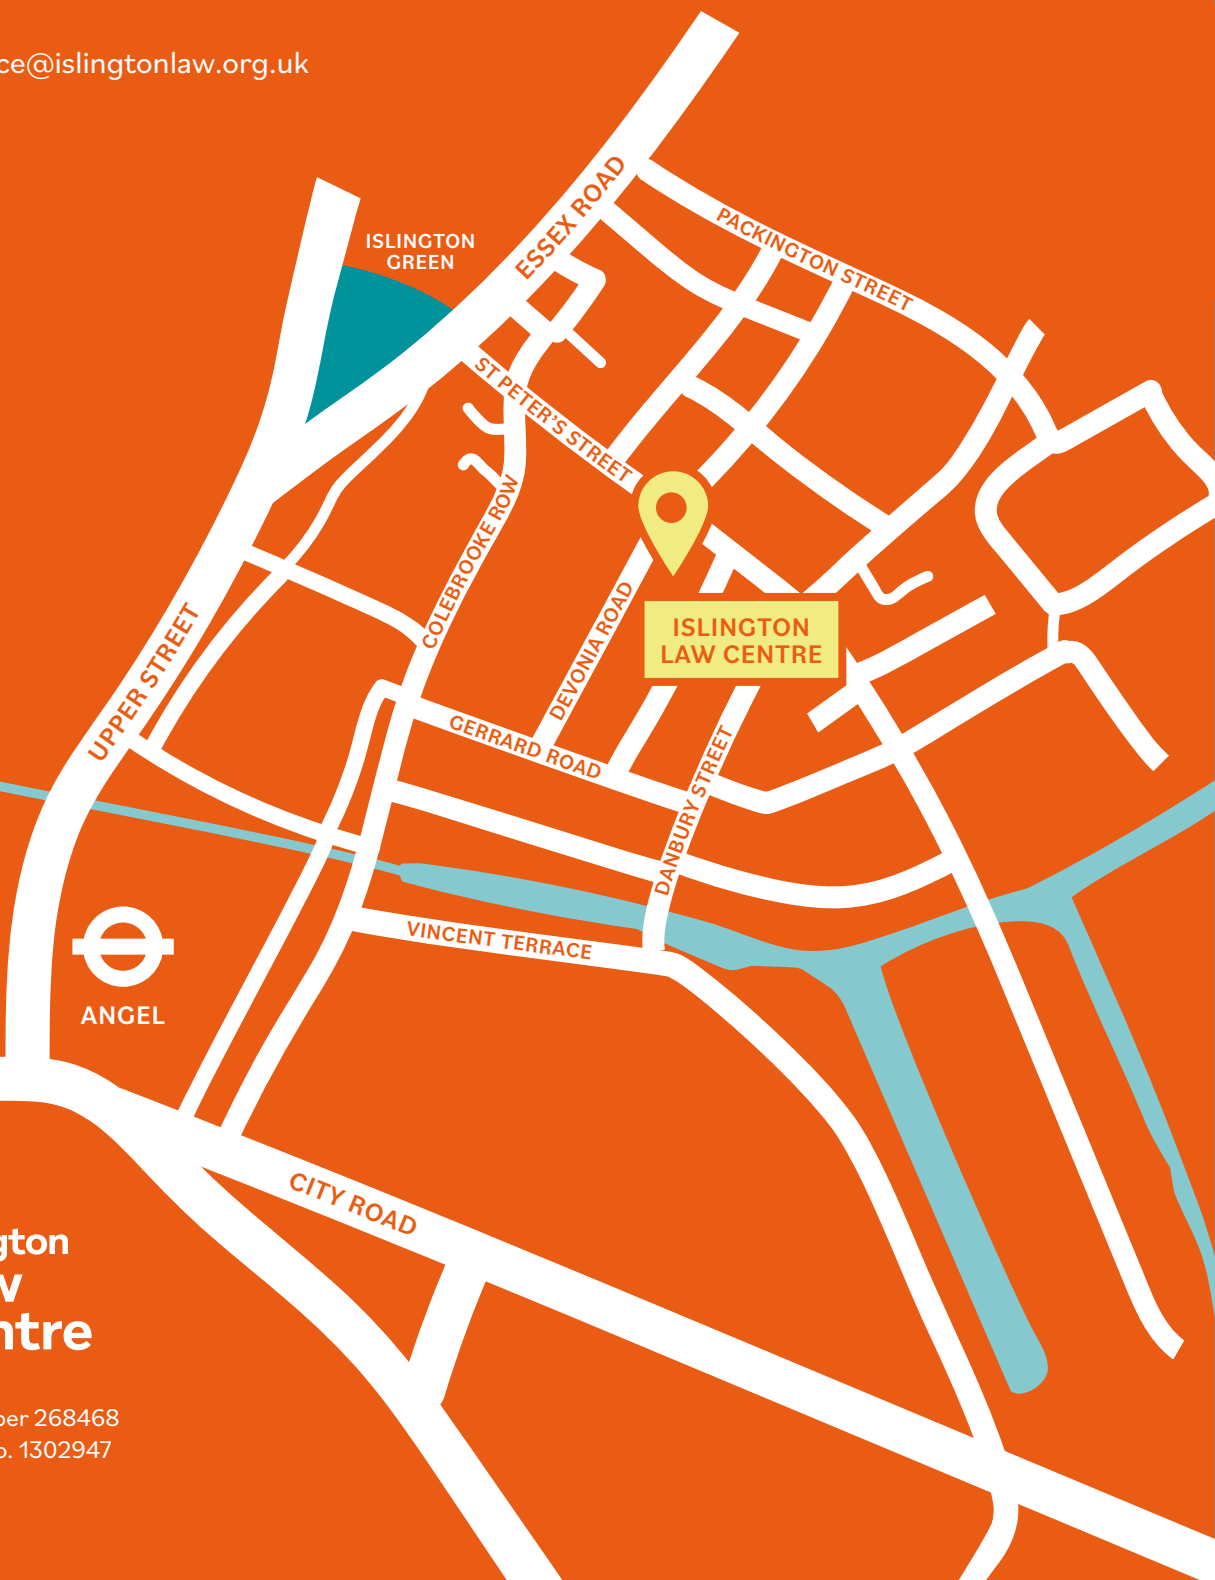 ce@islingtonlaw.org.uk
ESSEX ROAD
PACKINGTON STREET
ISLINGTON
GREEN
ST PETER'S STREET
COLEBROOKE ROW
UPPER STREET
DEVONIA ROAD
ISLINGTON
LAW CENTRE
GERRARD ROAD
DANBURY STREET
VINCENT TERRACE
ANGEL
CITY ROAD
gton
w
ntre
ber 268468
o. 1302947